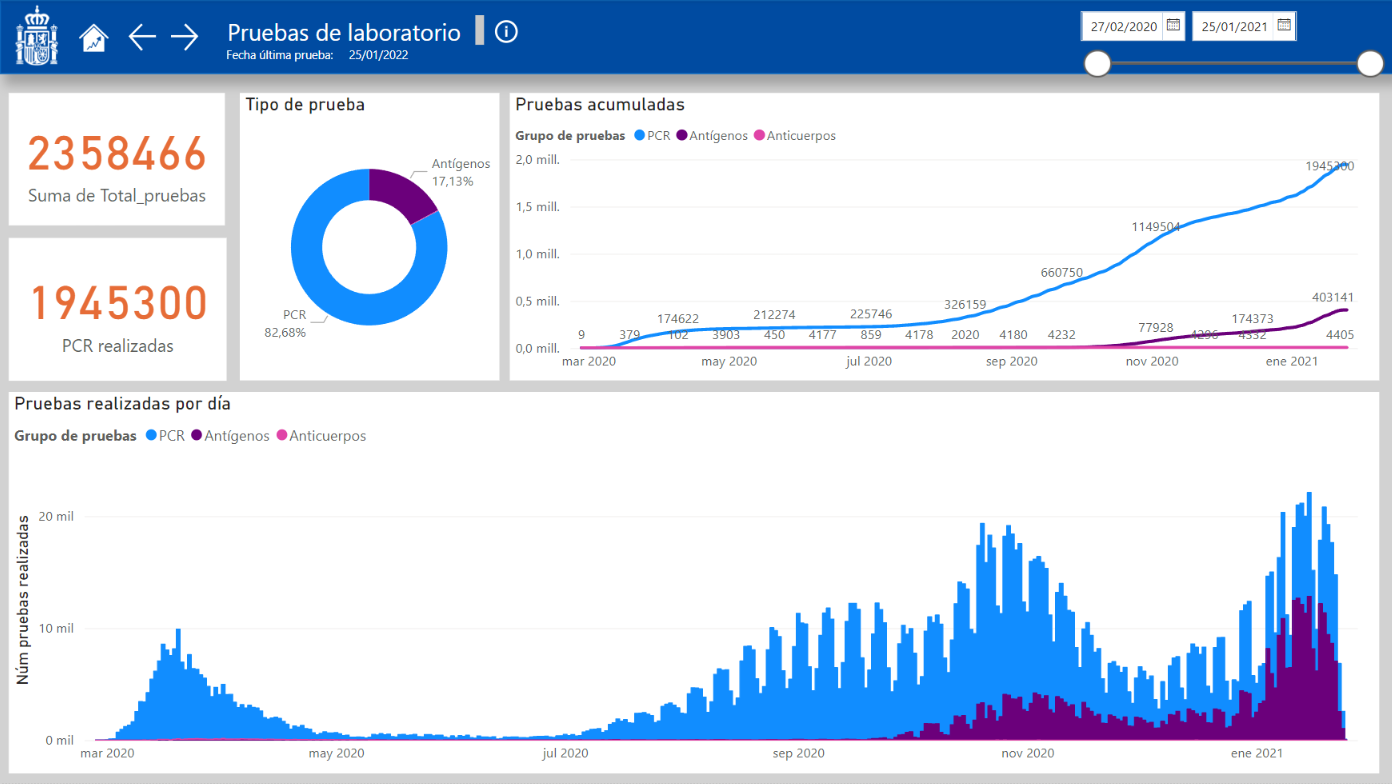 Pruebas de laboratorio
Fecha última prueba: 25/01/2022
27/02/2020
25/01/2021
2358466
Suma de Total_pruebas
1945300
PCR realizadas
Tipo de prueba
Antígenos
17,13%
PCR
82,68%
Pruebas acumuladas
Grupo de pruebas PCR Antígenos Anticuerpos
2,0 mill.
1,5 mill.
1,0 mill.
0,5 mill.
0,0 mill.
1945300
1149504
660750
403141
326159
174622 212274 225746 77928 174373
9 379 102 3903 450 4177 859 4178 2020 4180 4232 4296 4332 4405
mar 2020 may 2020 jul 2020 sep 2020 nov 2020 ene 2021
Pruebas realizadas por día
Grupo de pruebas PCR Antígenos Anticuerpos
Núm pruebas realizadas
20 mil
10 mil
0 mil
mar 2020 may 2020 jul 2020 sep 2020 nov 2020 ene 2021